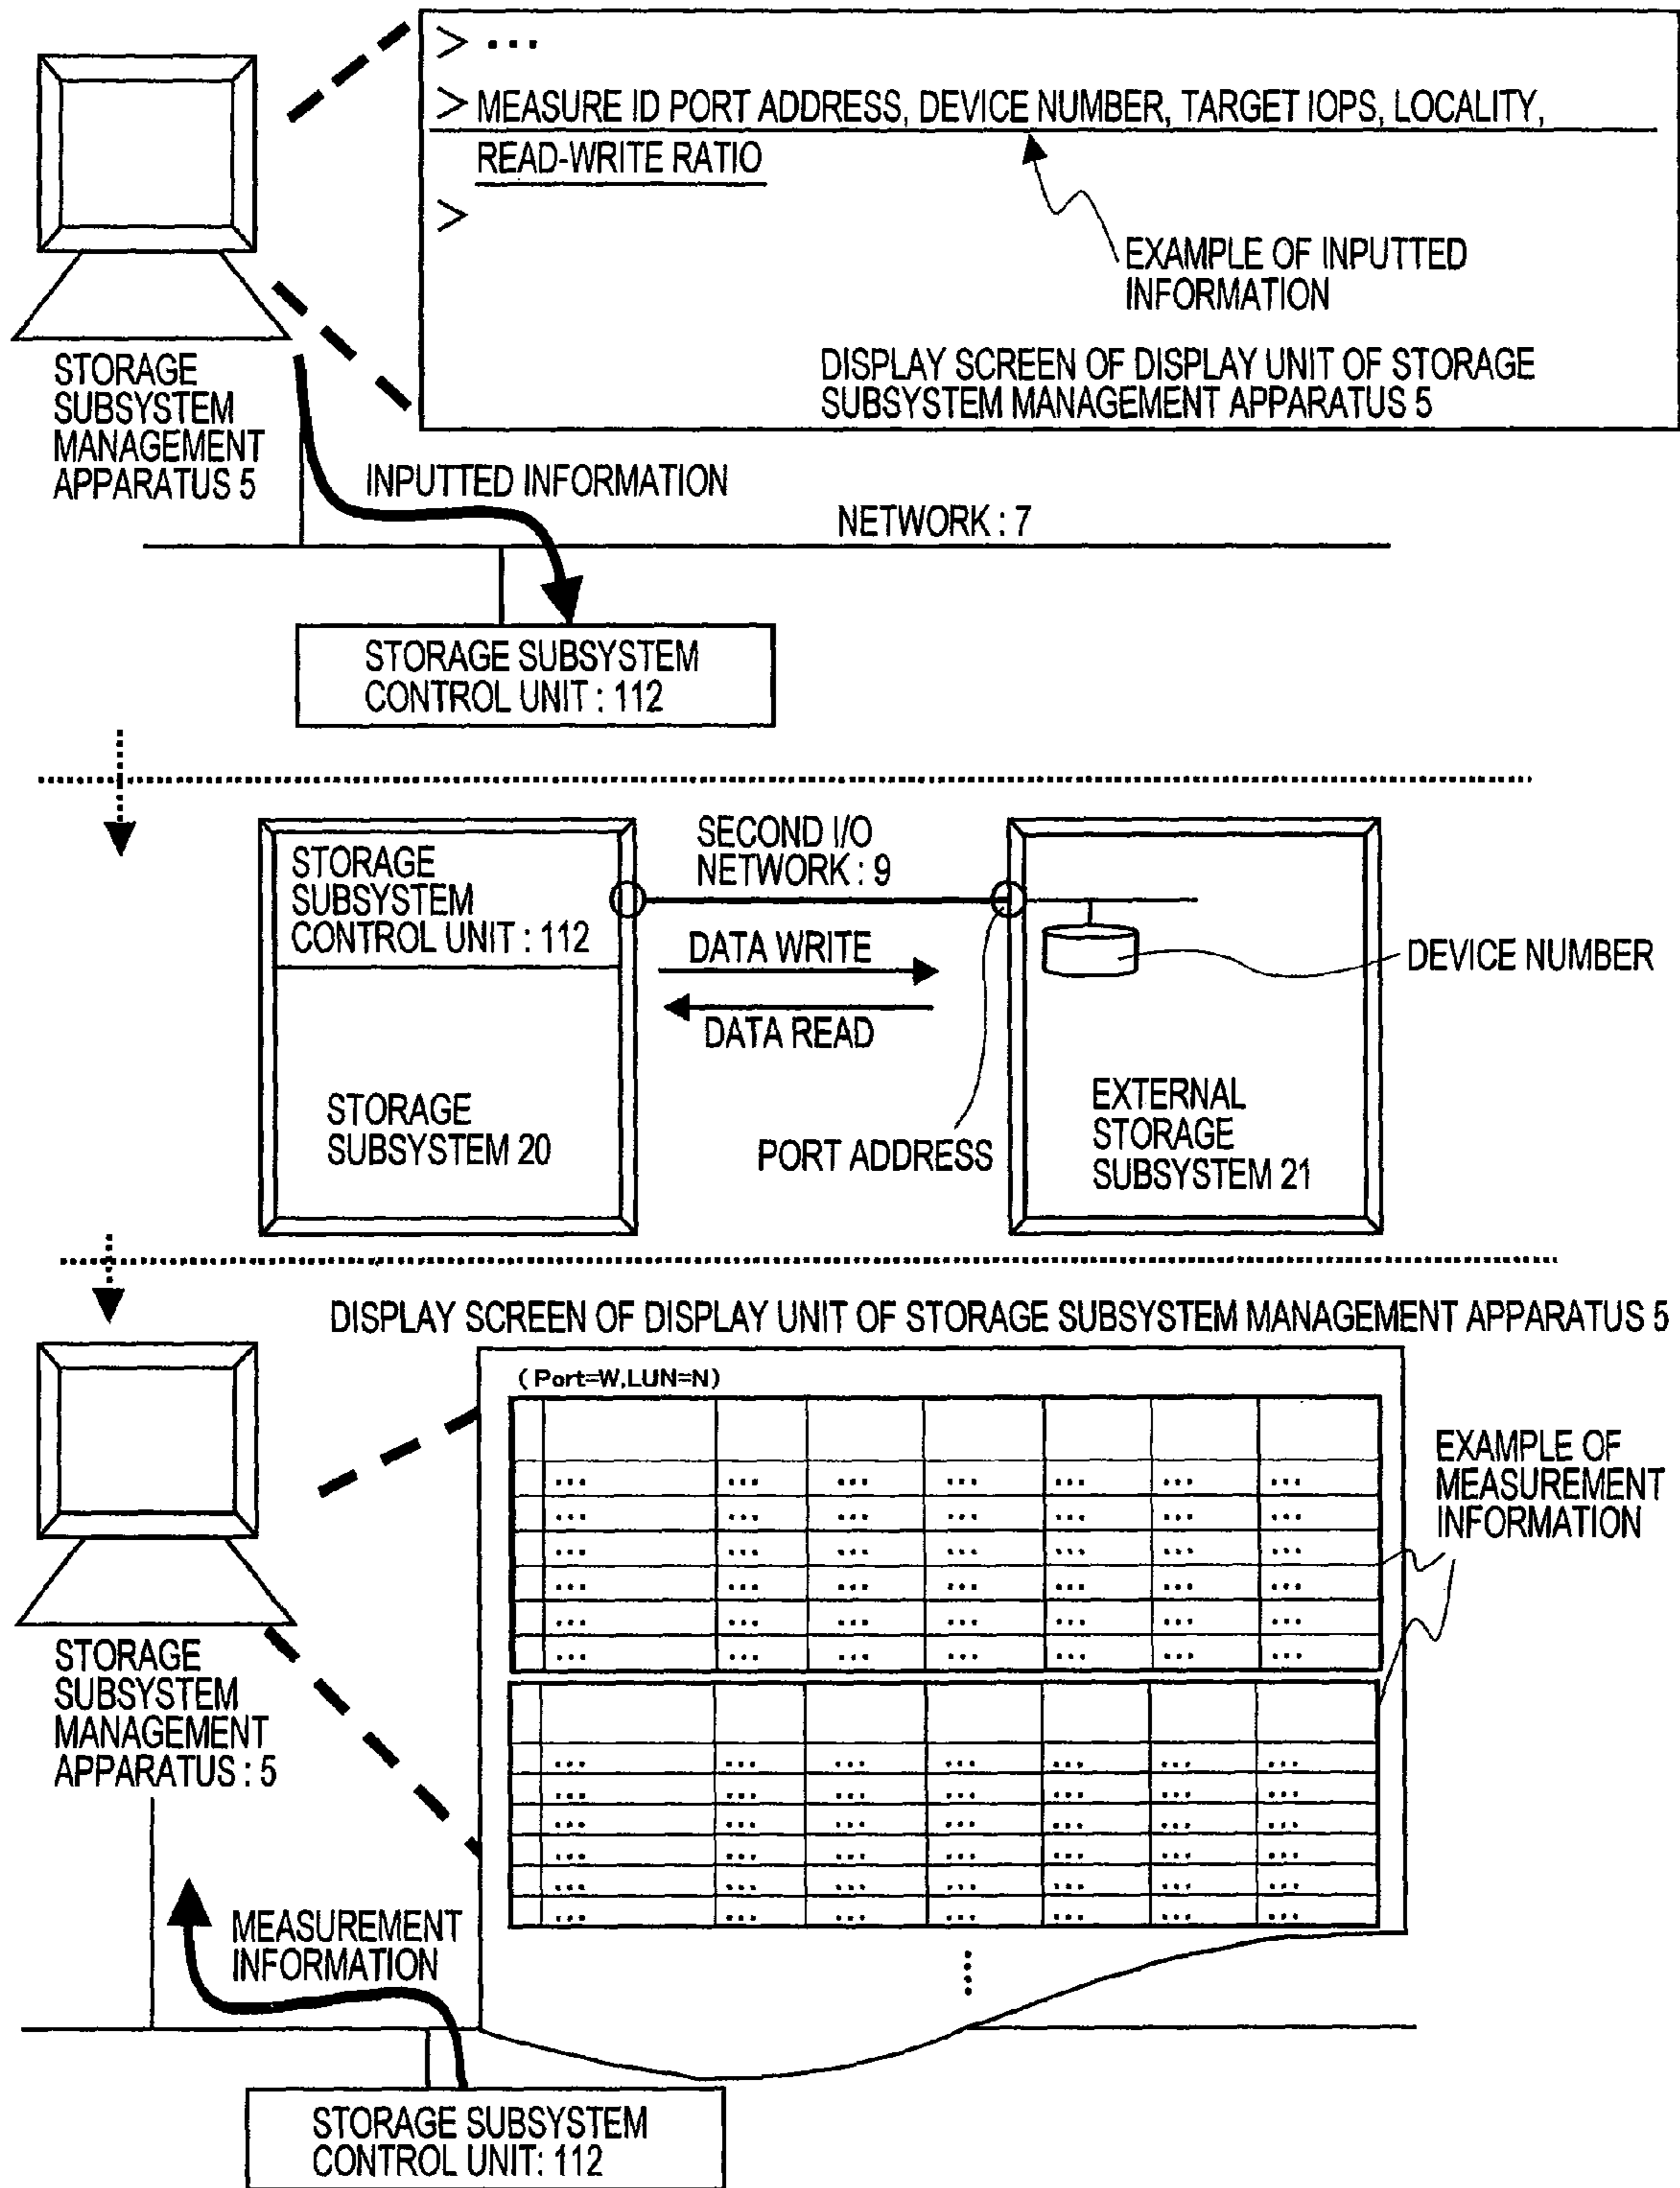 > ...
> MEASURE ID PORT ADDRESS, DEVICE NUMBER, TARGET IOPS, LOCALITY,
READ-WRITE RATIO
>
EXAMPLE OF INPUTTED
INFORMATION
DISPLAY SCREEN OF DISPLAY UNIT OF STORAGE
SUBSYSTEM MANAGEMENT APPARATUS 5
STORAGE
SUBSYSTEM
MANAGEMENT
APPARATUS 5
INPUTTED INFORMATION
NETWORK : 7
STORAGE SUBSYSTEM
CONTROL UNIT : 112
STORAGE
SUBSYSTEM
CONTROL UNIT : 112
SECOND I/O
NETWORK : 9
DATA WRITE
DATA READ
DEVICE NUMBER
STORAGE
SUBSYSTEM 20
PORT ADDRESS
EXTERNAL
STORAGE
SUBSYSTEM 21
DISPLAY SCREEN OF DISPLAY UNIT OF STORAGE SUBSYSTEM MANAGEMENT APPARATUS 5
(Port=W,LUN=N)
... ... ... ... ... ... ...
... ... ... ... ... ... ...
... ... ... ... ... ... ...
... ... ... ... ... ... ...
... ... ... ... ... ... ...
... ... ... ... ... ... ...
EXAMPLE OF
MEASUREMENT
INFORMATION
... ... ... ... ... ... ...
... ... ... ... ... ... ...
... ... ... ... ... ... ...
... ... ... ... ... ... ...
... ... ... ... ... ... ...
... ... ... ... ... ... ...
STORAGE
SUBSYSTEM
MANAGEMENT
APPARATUS : 5
MEASUREMENT
INFORMATION
STORAGE SUBSYSTEM
CONTROL UNIT: 112